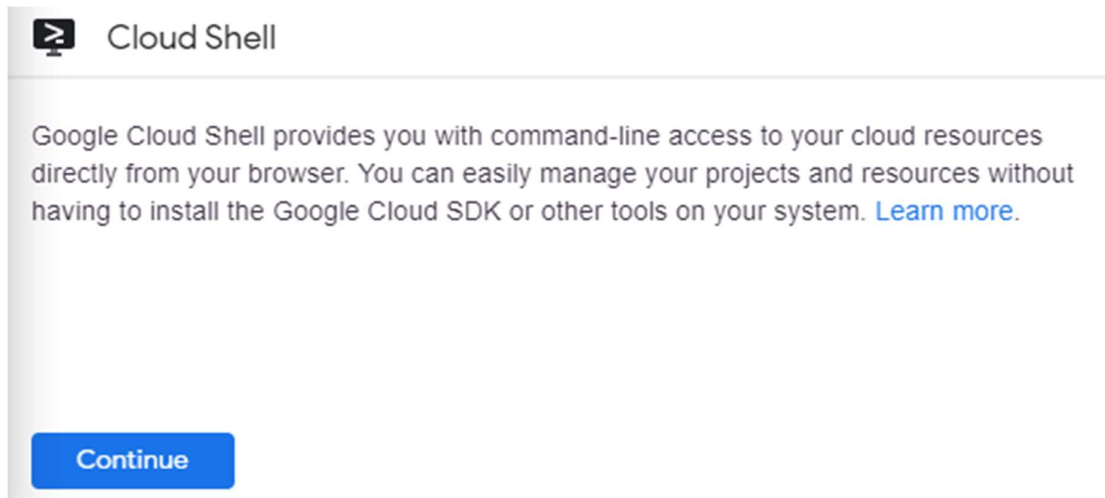 Cloud Shell
Google Cloud Shell provides you with command-line access to your cloud resources
directly from your browser. You can easily manage your projects and resources without
having to install the Google Cloud SDK or other tools on your system. Learn more.
Continue